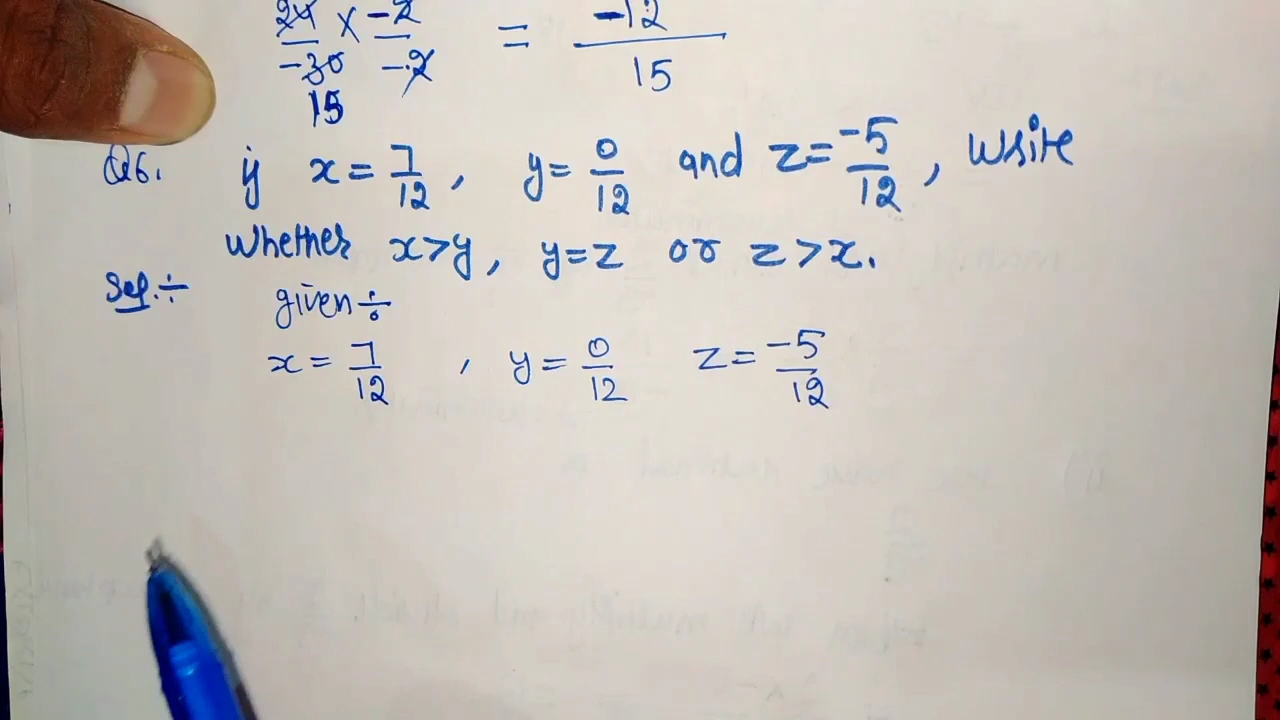 24/-30 × -2/-2 = -12/15
15
Q6. if x = 7/12, y = 0/12 and z = -5/12, write
whether x>y, y=z or z>x.
Sol.÷ given÷
x = 7/12 , y = 0/12 z = -5/12